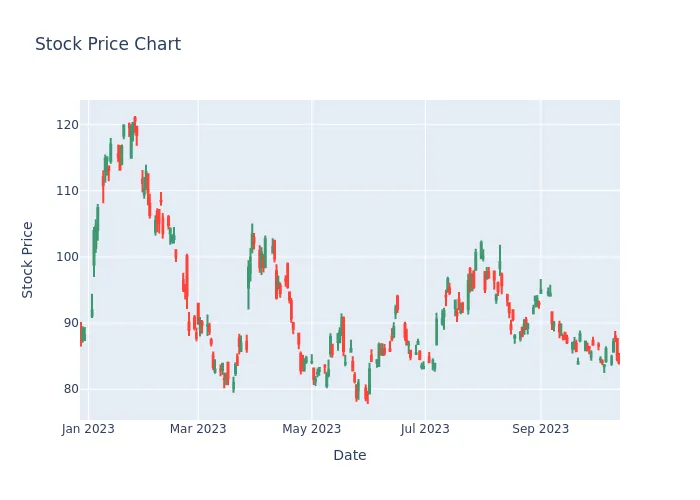 Stock Price Chart
120
110
100
90
80
Stock Price
Jan 2023
Mar 2023
May 2023
Jul 2023
Sep 2023
Date